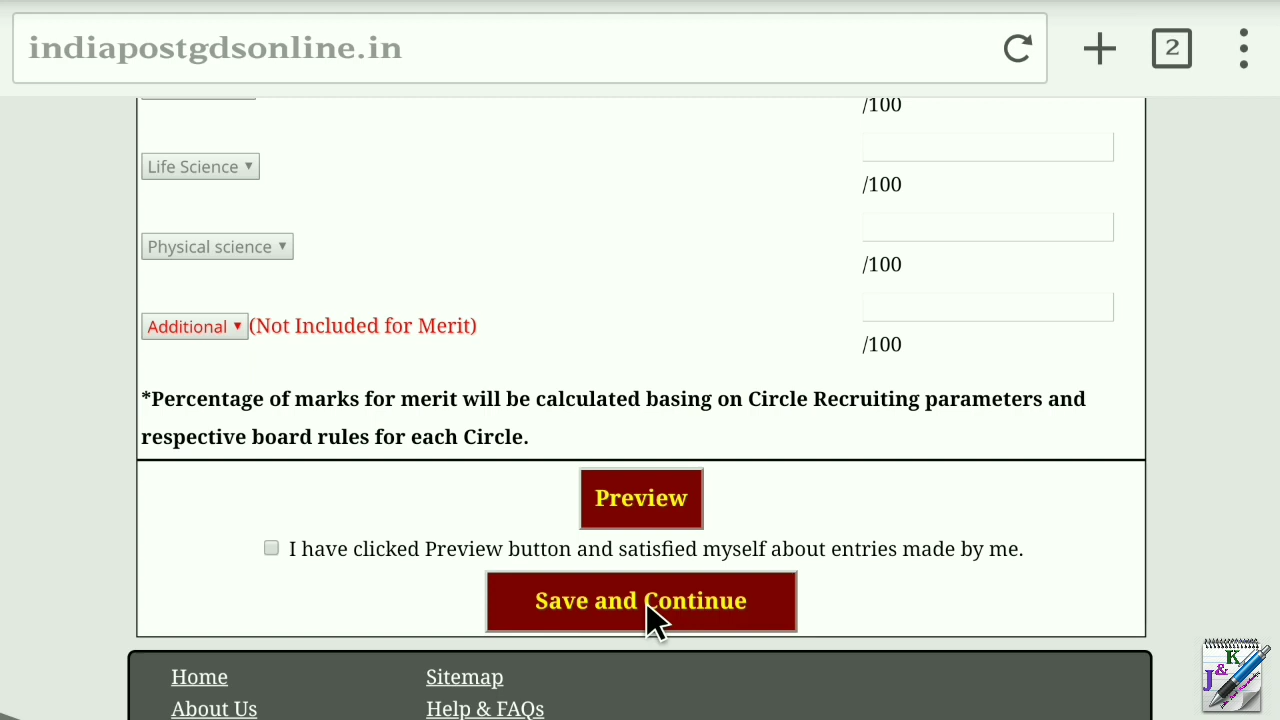 indiapostgdsonline.in
2
/100
Life Science
/100
Physical science
/100
Additional (Not Included for Merit)
/100
*Percentage of marks for merit will be calculated basing on Circle Recruiting parameters and
respective board rules for each Circle.
Preview
I have clicked Preview button and satisfied myself about entries made by me.
Save and Continue
Home Sitemap
About Us Help & FAQs
J&K